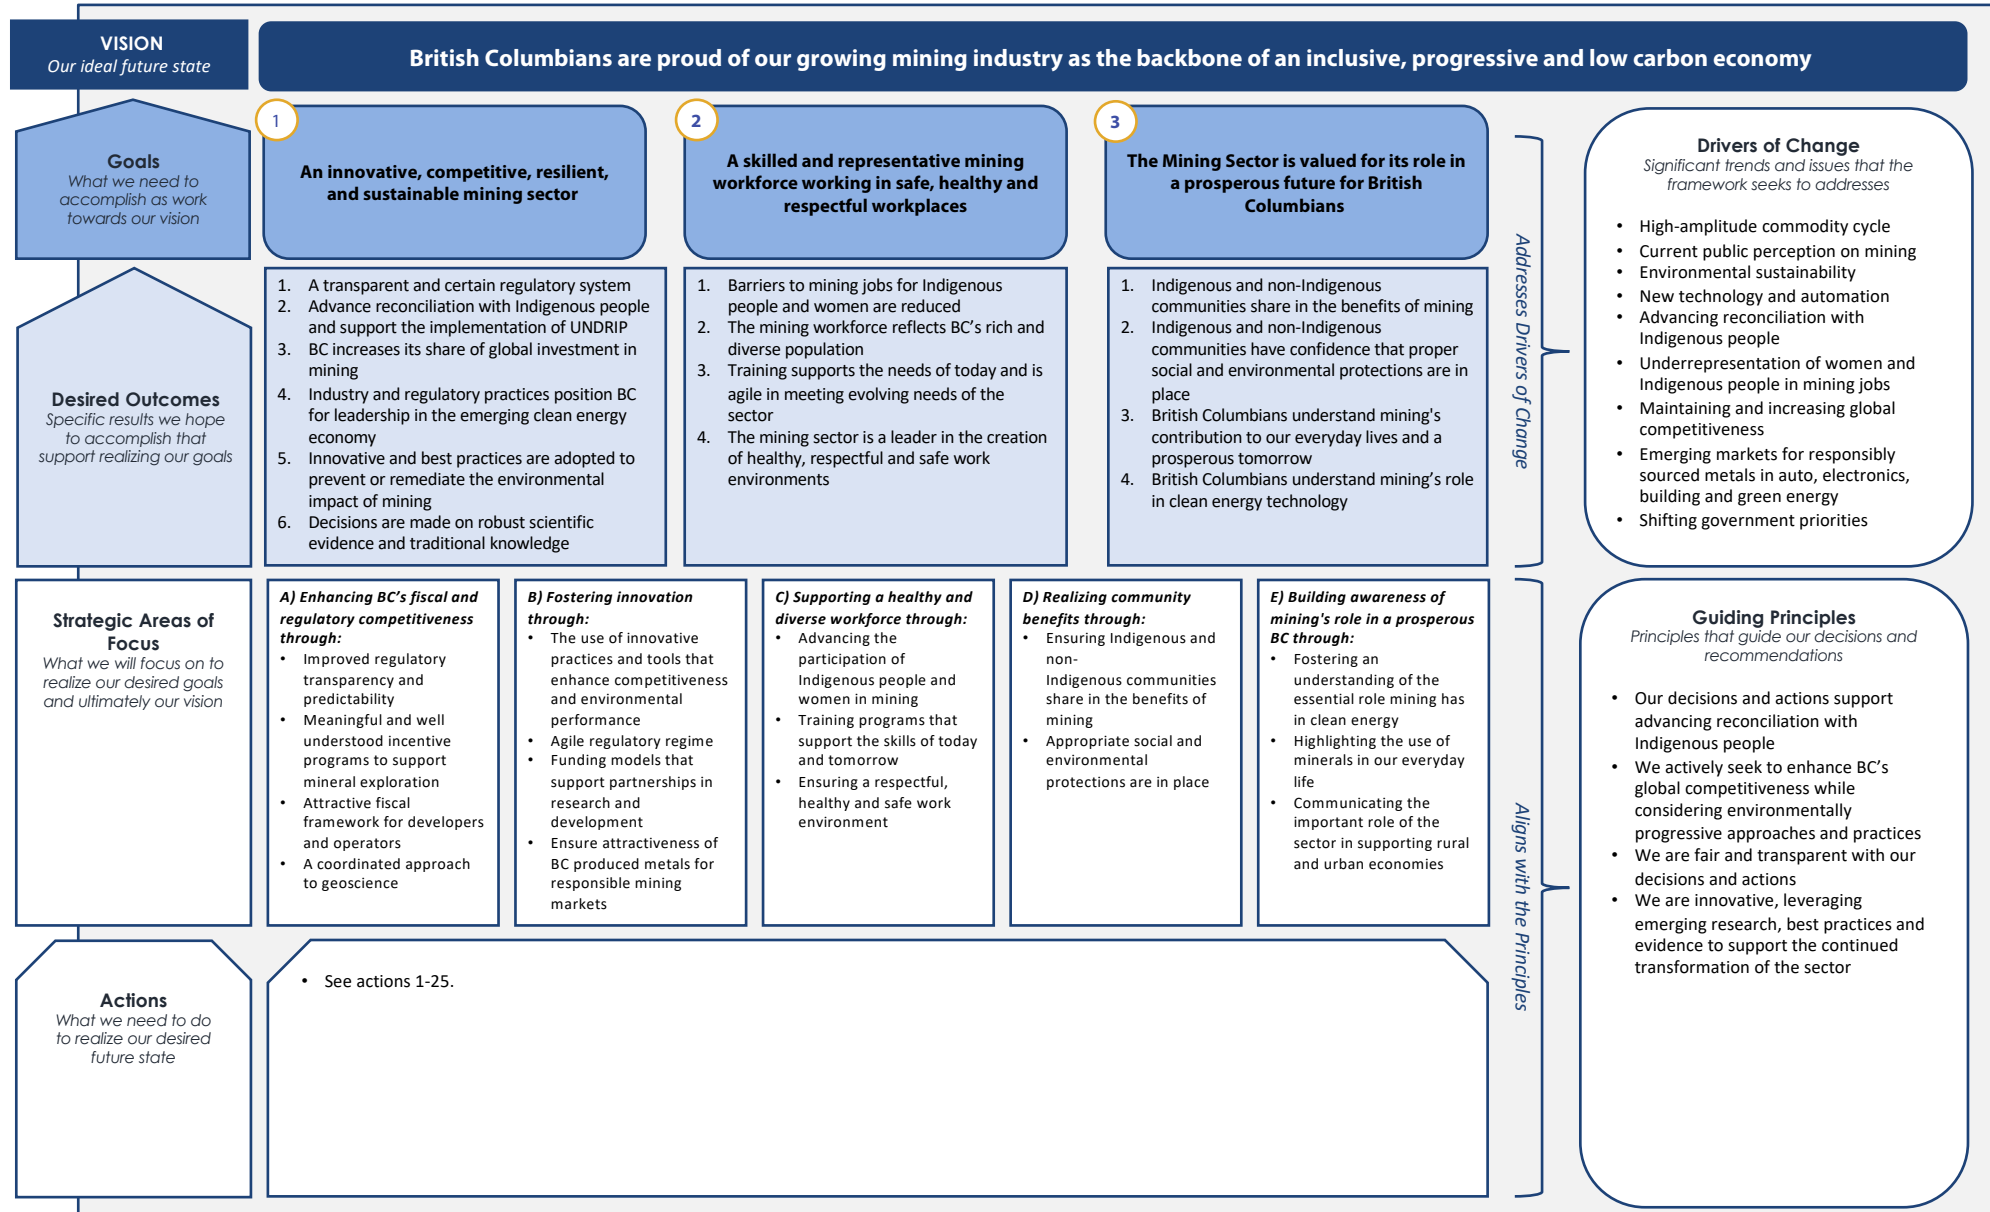 VISION
Our ideal future state
British Columbians are proud of our growing mining industry as the backbone of an inclusive, progressive and low carbon economy
Goals
What we need to
accomplish as work
towards our vision
1
An innovative, competitive, resilient,
and sustainable mining sector
2
A skilled and representative mining
workforce working in safe, healthy and
respectful workplaces
3
The Mining Sector is valued for its role in
a prosperous future for British
Columbians
Desired Outcomes
Specific results we hope
to accomplish that
support realizing our goals
1. A transparent and certain regulatory system
2. Advance reconciliation with Indigenous people
and support the implementation of UNDRIP
3. BC increases its share of global investment in
mining
4. Industry and regulatory practices position BC
for leadership in the emerging clean energy
economy
5. Innovative and best practices are adopted to
prevent or remediate the environmental
impact of mining
6. Decisions are made on robust scientific
evidence and traditional knowledge
1. Barriers to mining jobs for Indigenous
people and women are reduced
2. The mining workforce reflects BC’s rich and
diverse population
3. Training supports the needs of today and is
agile in meeting evolving needs of the
sector
4. The mining sector is a leader in the creation
of healthy, respectful and safe work
environments
1. Indigenous and non-Indigenous
communities share in the benefits of mining
2. Indigenous and non-Indigenous
communities have confidence that proper
social and environmental protections are in
place
3. British Columbians understand mining's
contribution to our everyday lives and a
prosperous tomorrow
4. British Columbians understand mining’s role
in clean energy technology
Addresses Drivers of Change
Drivers of Change
Significant trends and issues that the
framework seeks to addresses
• High-amplitude commodity cycle
• Current public perception on mining
• Environmental sustainability
• New technology and automation
• Advancing reconciliation with
Indigenous people
• Underrepresentation of women and
Indigenous people in mining jobs
• Maintaining and increasing global
competitiveness
• Emerging markets for responsibly
sourced metals in auto, electronics,
building and green energy
• Shifting government priorities
Strategic Areas of
Focus
What we will focus on to
realize our desired goals
and ultimately our vision
A) Enhancing BC’s fiscal and
regulatory competitiveness
through:
• Improved regulatory
transparency and
predictability
• Meaningful and well
understood incentive
programs to support
mineral exploration
• Attractive fiscal
framework for developers
and operators
• A coordinated approach
to geoscience
B) Fostering innovation
through:
• The use of innovative
practices and tools that
enhance competitiveness
and environmental
performance
• Agile regulatory regime
• Funding models that
support partnerships in
research and
development
• Ensure attractiveness of
BC produced metals for
responsible mining
markets
C) Supporting a healthy and
diverse workforce through:
• Advancing the
participation of
Indigenous people and
women in mining
• Training programs that
support the skills of today
and tomorrow
• Ensuring a respectful,
healthy and safe work
environment
D) Realizing community
benefits through:
• Ensuring Indigenous and
non-
Indigenous communities
share in the benefits of
mining
• Appropriate social and
environmental
protections are in place
E) Building awareness of
mining's role in a prosperous
BC through:
• Fostering an
understanding of the
essential role mining has
in clean energy
• Highlighting the use of
minerals in our everyday
life
• Communicating the
important role of the
sector in supporting rural
and urban economies
Aligns with the Principles
Guiding Principles
Principles that guide our decisions and
recommendations
• Our decisions and actions support
advancing reconciliation with
Indigenous people
• We actively seek to enhance BC’s
global competitiveness while
considering environmentally
progressive approaches and practices
• We are fair and transparent with our
decisions and actions
• We are innovative, leveraging
emerging research, best practices and
evidence to support the continued
transformation of the sector
Actions
What we need to do
to realize our desired
future state
• See actions 1-25.